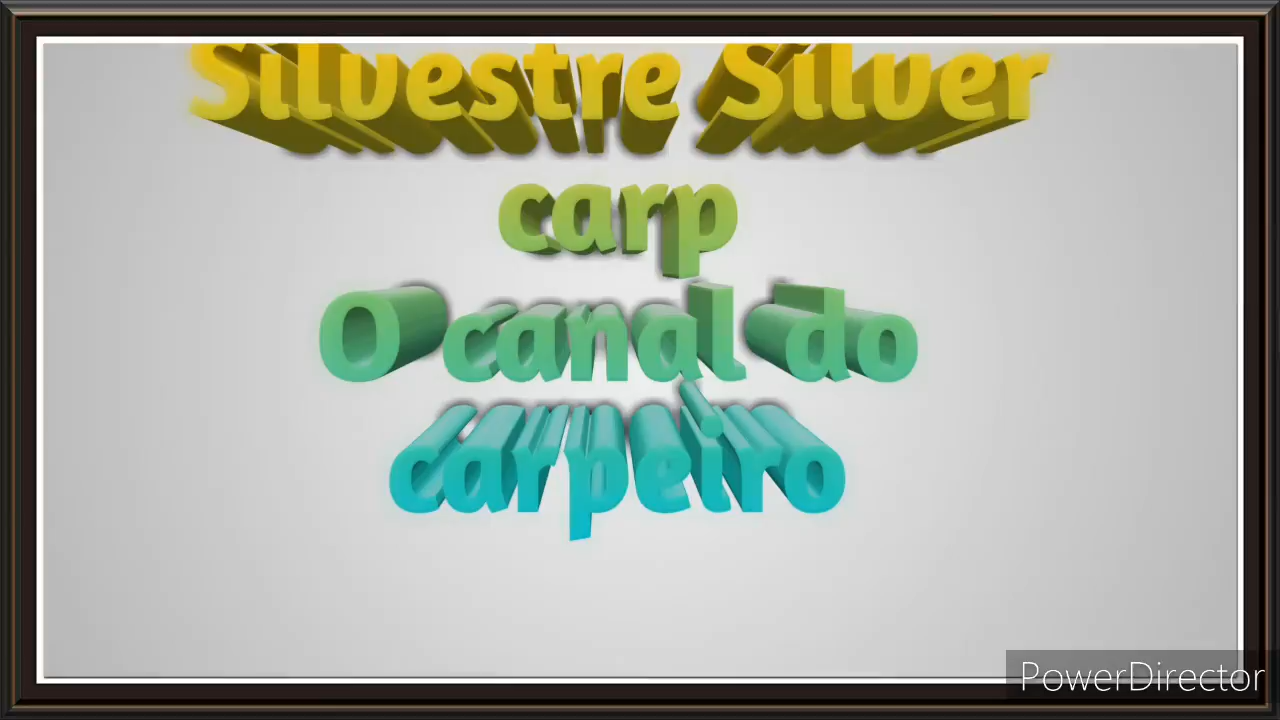 Silvestre Silver
carp
O canal do
carpeiro
PowerDirector